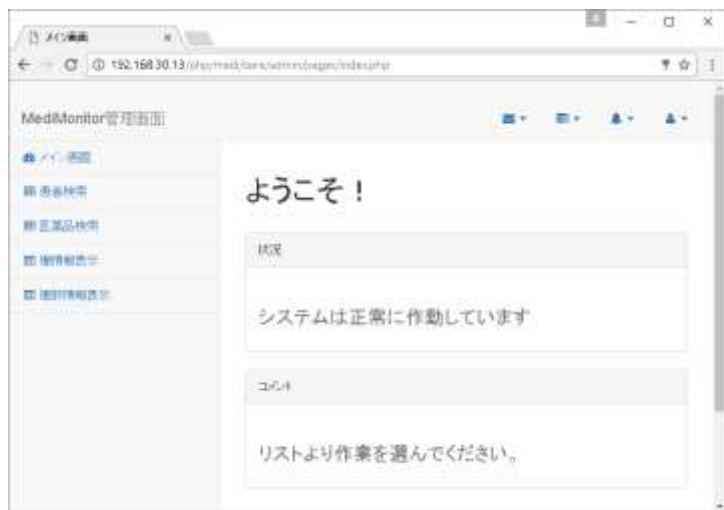 メイン画面
192.168.30.13
MediMonitor管理画面
メイン画面
患者検索
医薬品検索
ようこそ！
状況
システムは正常に作動しています
コメント
リストより作業を選んでください。